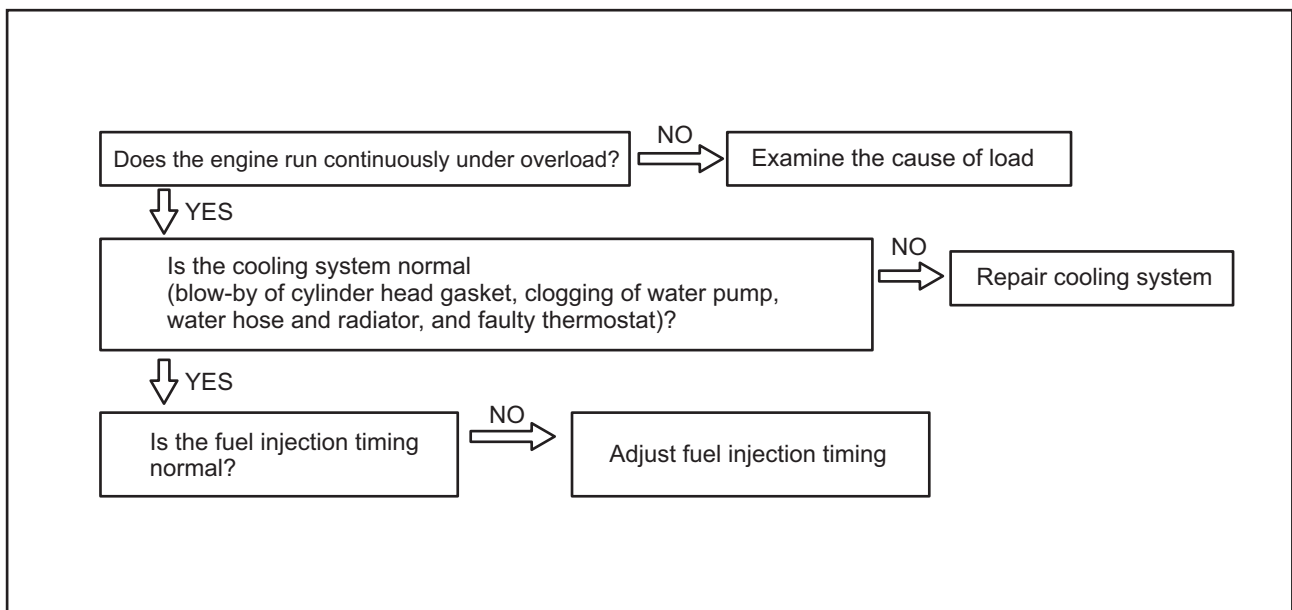 Does the engine run continuously under overload?
NO
Examine the cause of load
YES
Is the cooling system normal
(blow-by of cylinder head gasket, clogging of water pump,
water hose and radiator, and faulty thermostat)?
NO
Repair cooling system
YES
Is the fuel injection timing
normal?
NO
Adjust fuel injection timing